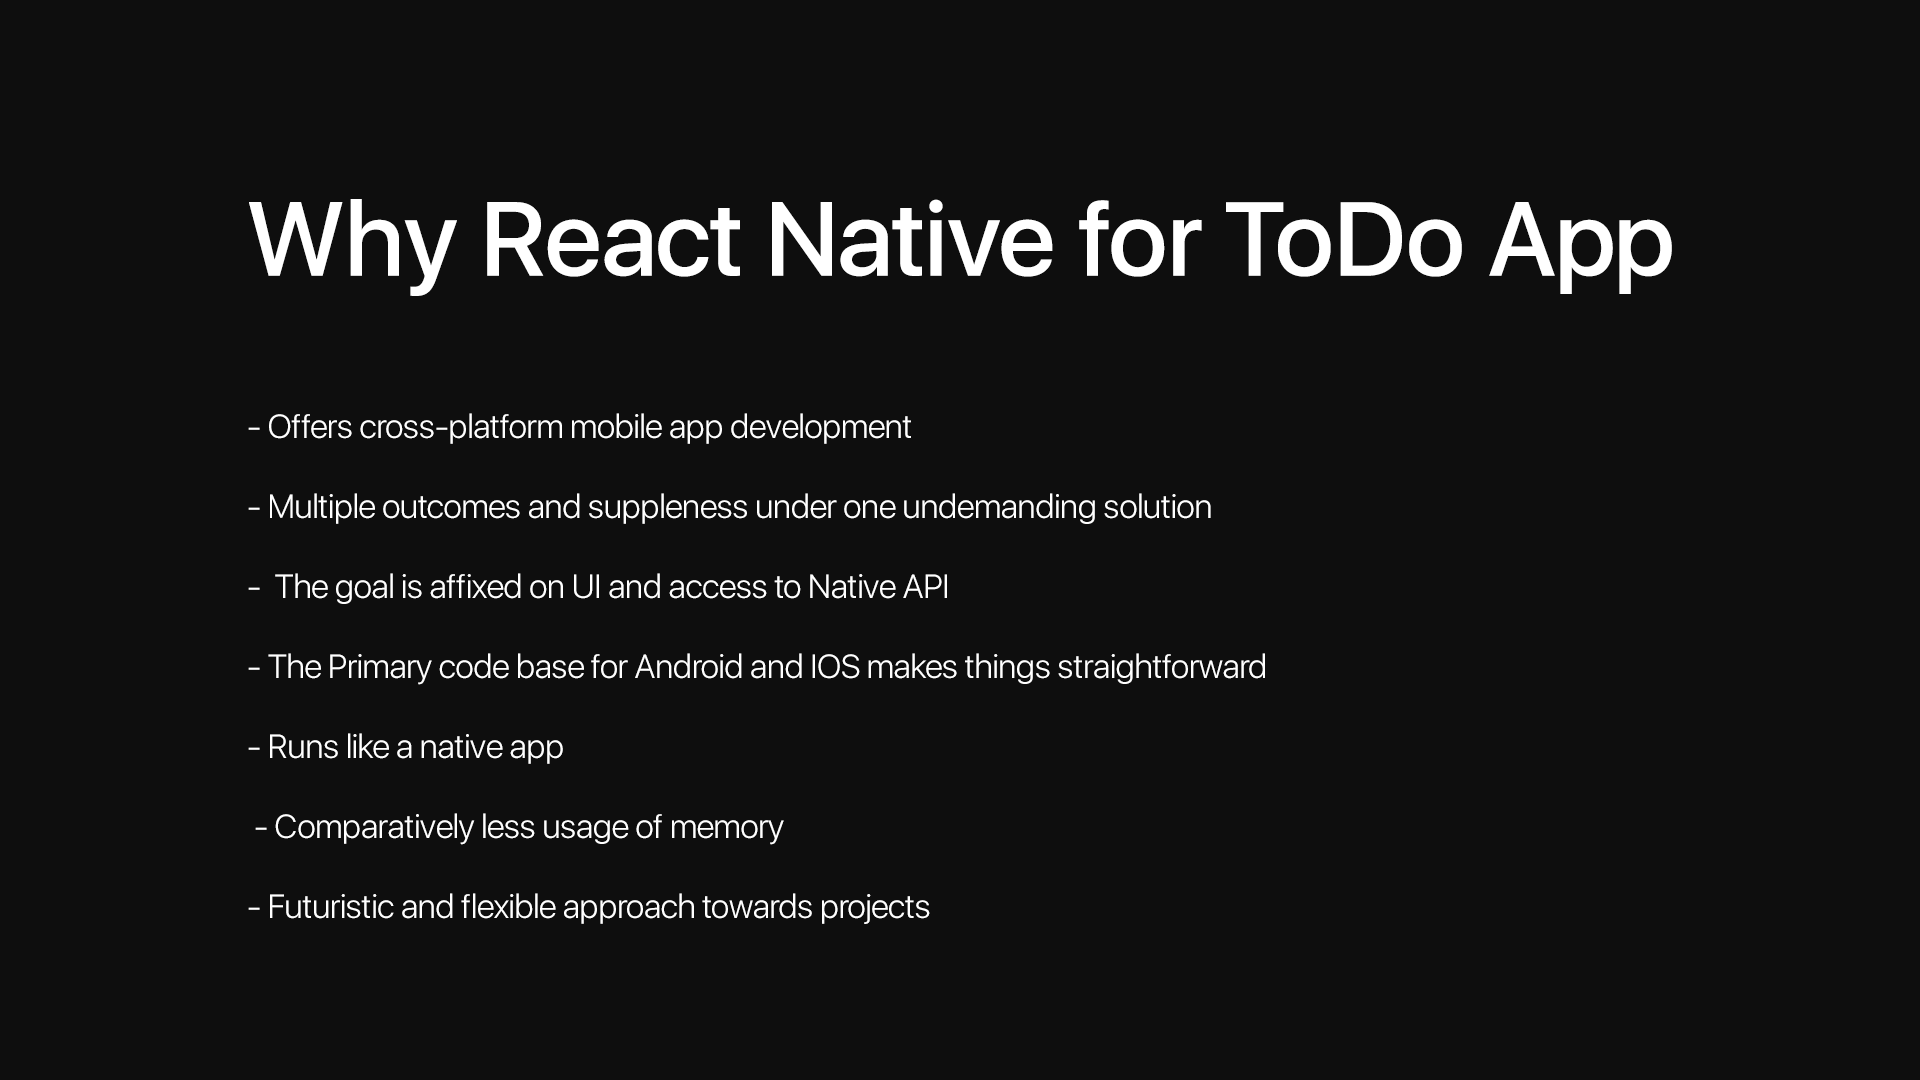 Why React Native for ToDo App
- Offers cross-platform mobile app development
- Multiple outcomes and suppleness under one undemanding solution
-  The goal is affixed on UI and access to Native API
- The Primary code base for Android and IOS makes things straightforward
- Runs like a native app
- Comparatively less usage of memory
- Futuristic and flexible approach towards projects